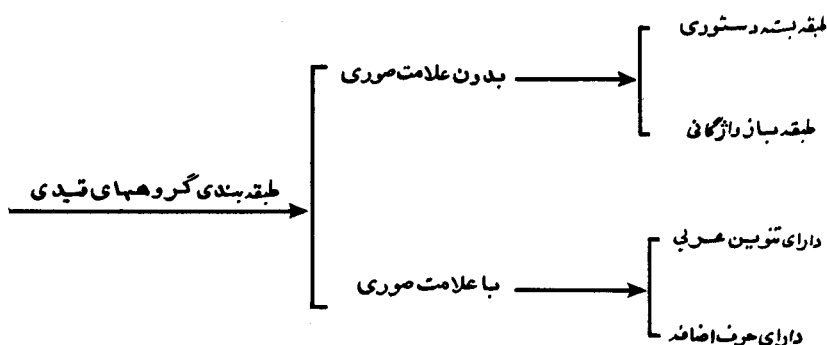 طبقه بسته دستوری
بدون علامت صوری
طبقه باز واژگانی
طبقه بندی گروههای قیدی
دارای تنوین عربی
با علامت صوری
دارای حرف اضافه